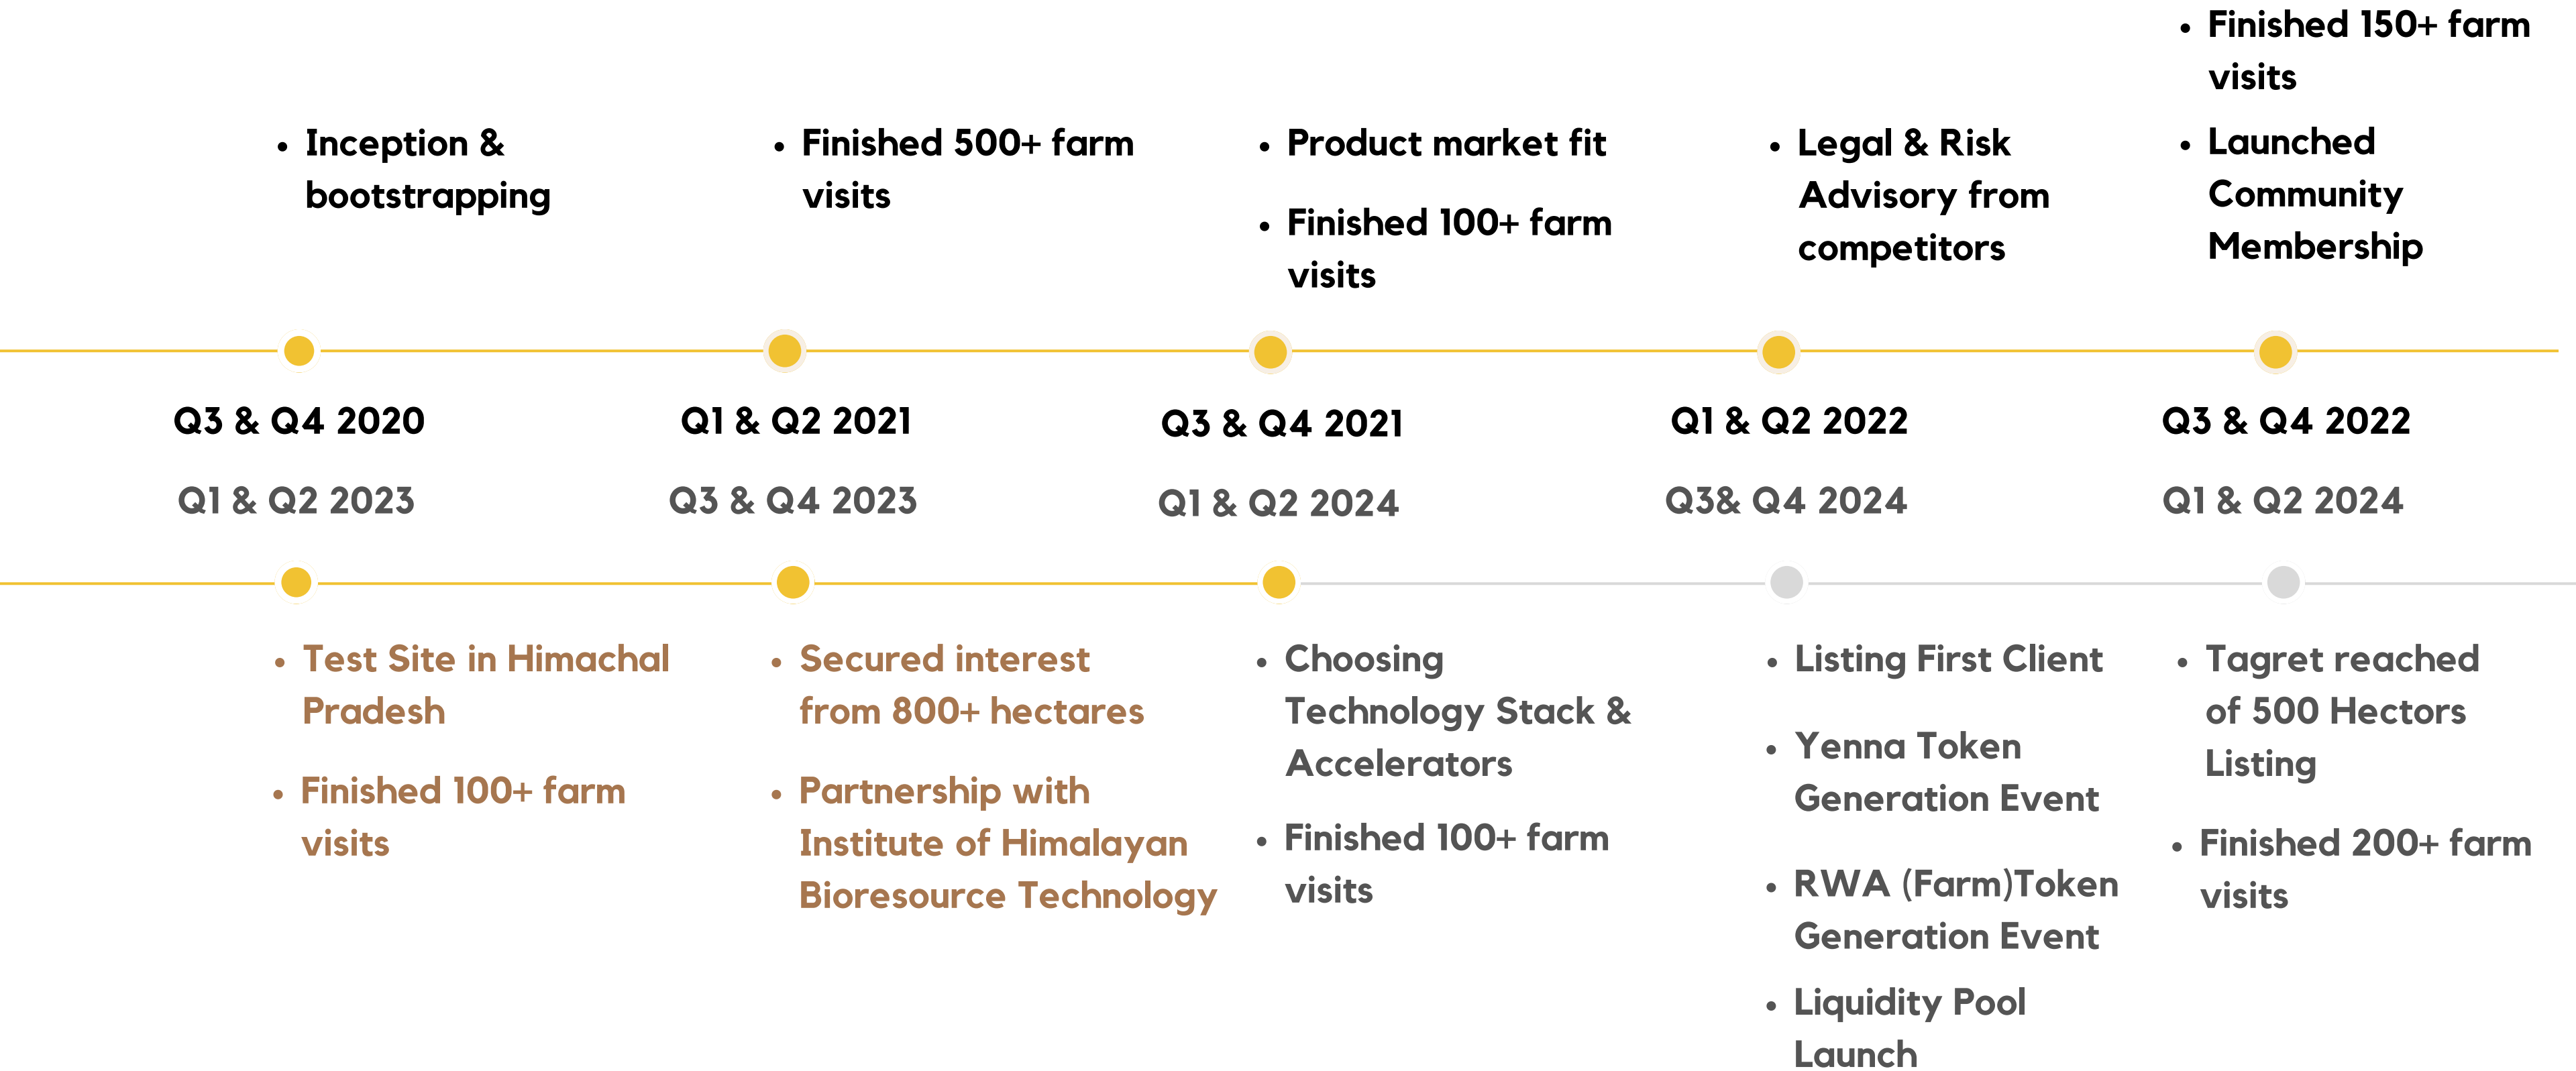 • Inception &
bootstrapping
• Finished 500+ farm
visits
• Product market fit
• Finished 100+ farm
visits
• Legal & Risk
Advisory from
competitors
• Finished 150+ farm
visits
• Launched
Community
Membership
Q3 & Q4 2020
Q1 & Q2 2021
Q3 & Q4 2021
Q1 & Q2 2022
Q3 & Q4 2022
Q1 & Q2 2023
Q3 & Q4 2023
Q1 & Q2 2024
Q3& Q4 2024
Q1 & Q2 2024
• Test Site in Himachal
Pradesh
• Finished 100+ farm
visits
• Secured interest
from 800+ hectares
• Partnership with
Institute of Himalayan
Bioresource Technology
• Choosing
Technology Stack &
Accelerators
• Finished 100+ farm
visits
• Listing First Client
• Yenna Token
Generation Event
• RWA (Farm)Token
Generation Event
• Liquidity Pool
Launch
• Tagret reached
of 500 Hectors
Listing
• Finished 200+ farm
visits